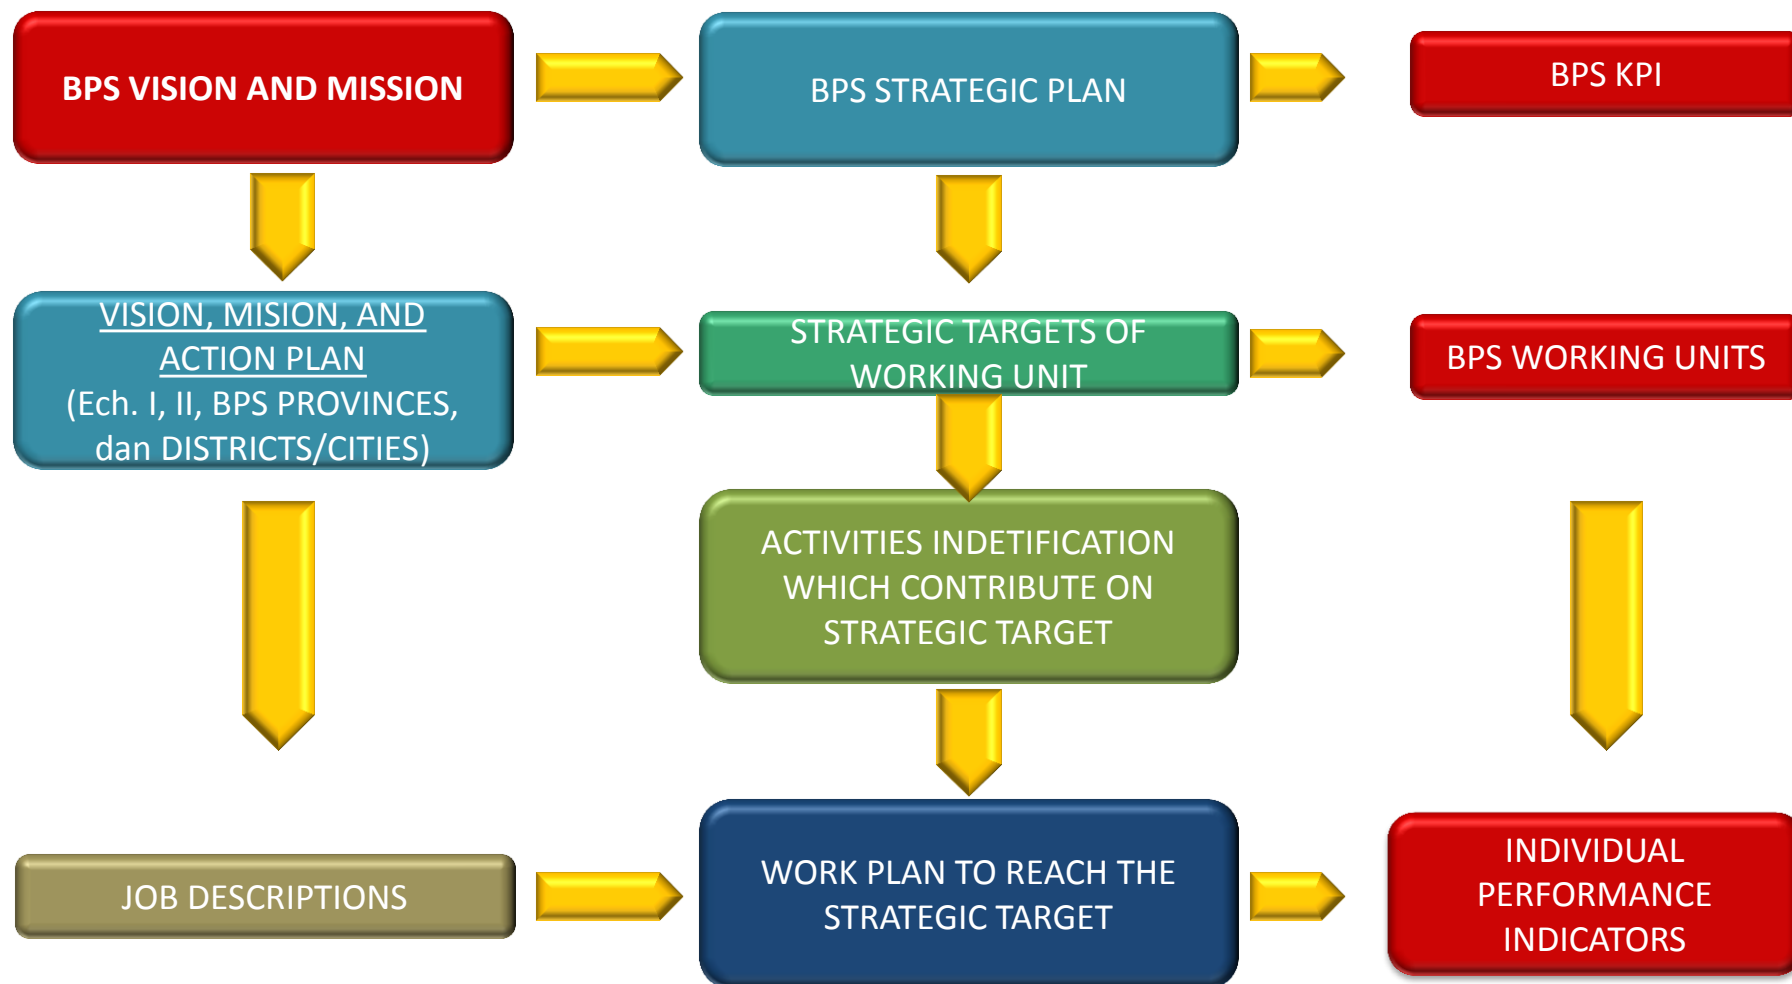 BPS VISION AND MISSION
BPS STRATEGIC PLAN
BPS KPI
VISION, MISION, AND
ACTION PLAN
(Ech. I, II, BPS PROVINCES,
dan DISTRICTS/CITIES)
STRATEGIC TARGETS OF
WORKING UNIT
BPS WORKING UNITS
ACTIVITIES INDETIFICATION
WHICH CONTRIBUTE ON
STRATEGIC TARGET
JOB DESCRIPTIONS
WORK PLAN TO REACH THE
STRATEGIC TARGET
INDIVIDUAL
PERFORMANCE
INDICATORS